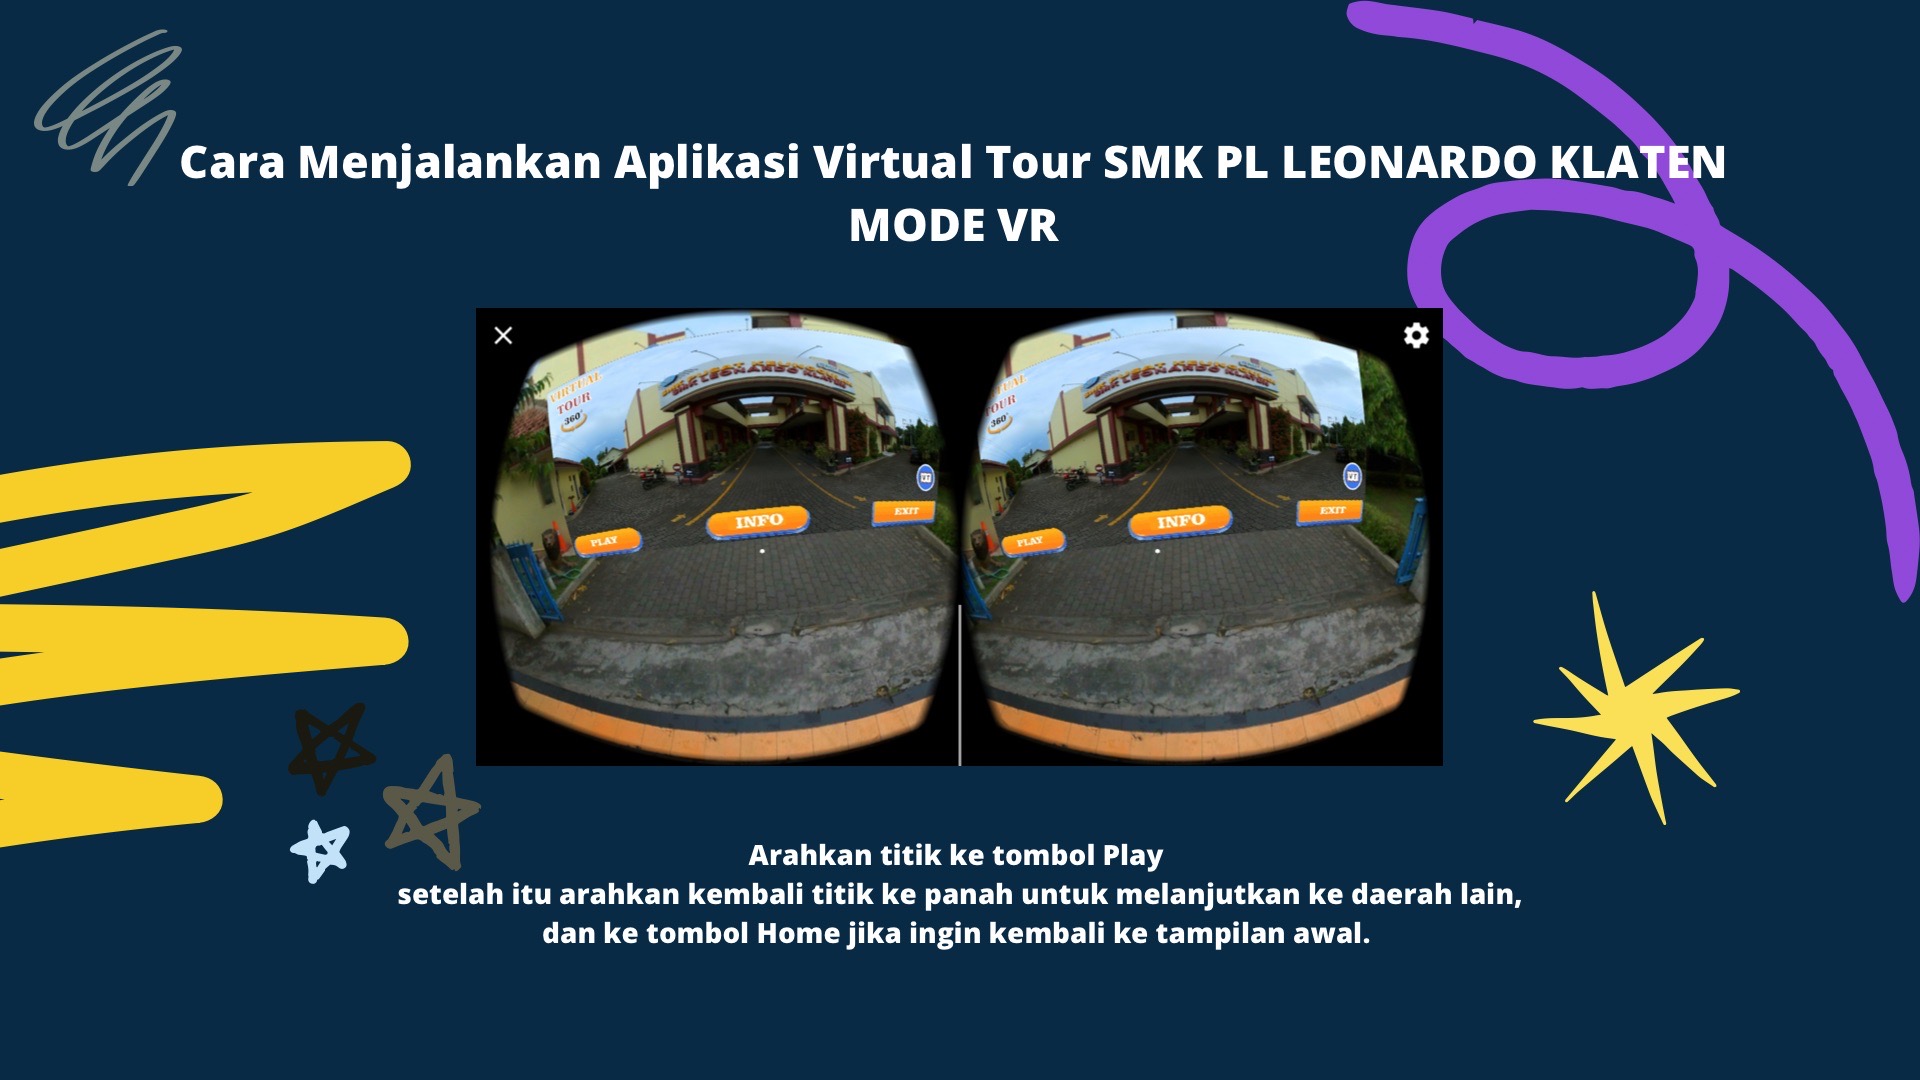 Cara Menjalankan Aplikasi Virtual Tour SMK PL LEONARDO KLATEN
MODE VR
VIRTUAL
TOUR
360°
PLAY
INFO
EXIT
TOUR
360°
PLAY
INFO
EXIT
Arahkan titik ke tombol Play
setelah itu arahkan kembali titik ke panah untuk melanjutkan ke daerah lain,
dan ke tombol Home jika ingin kembali ke tampilan awal.